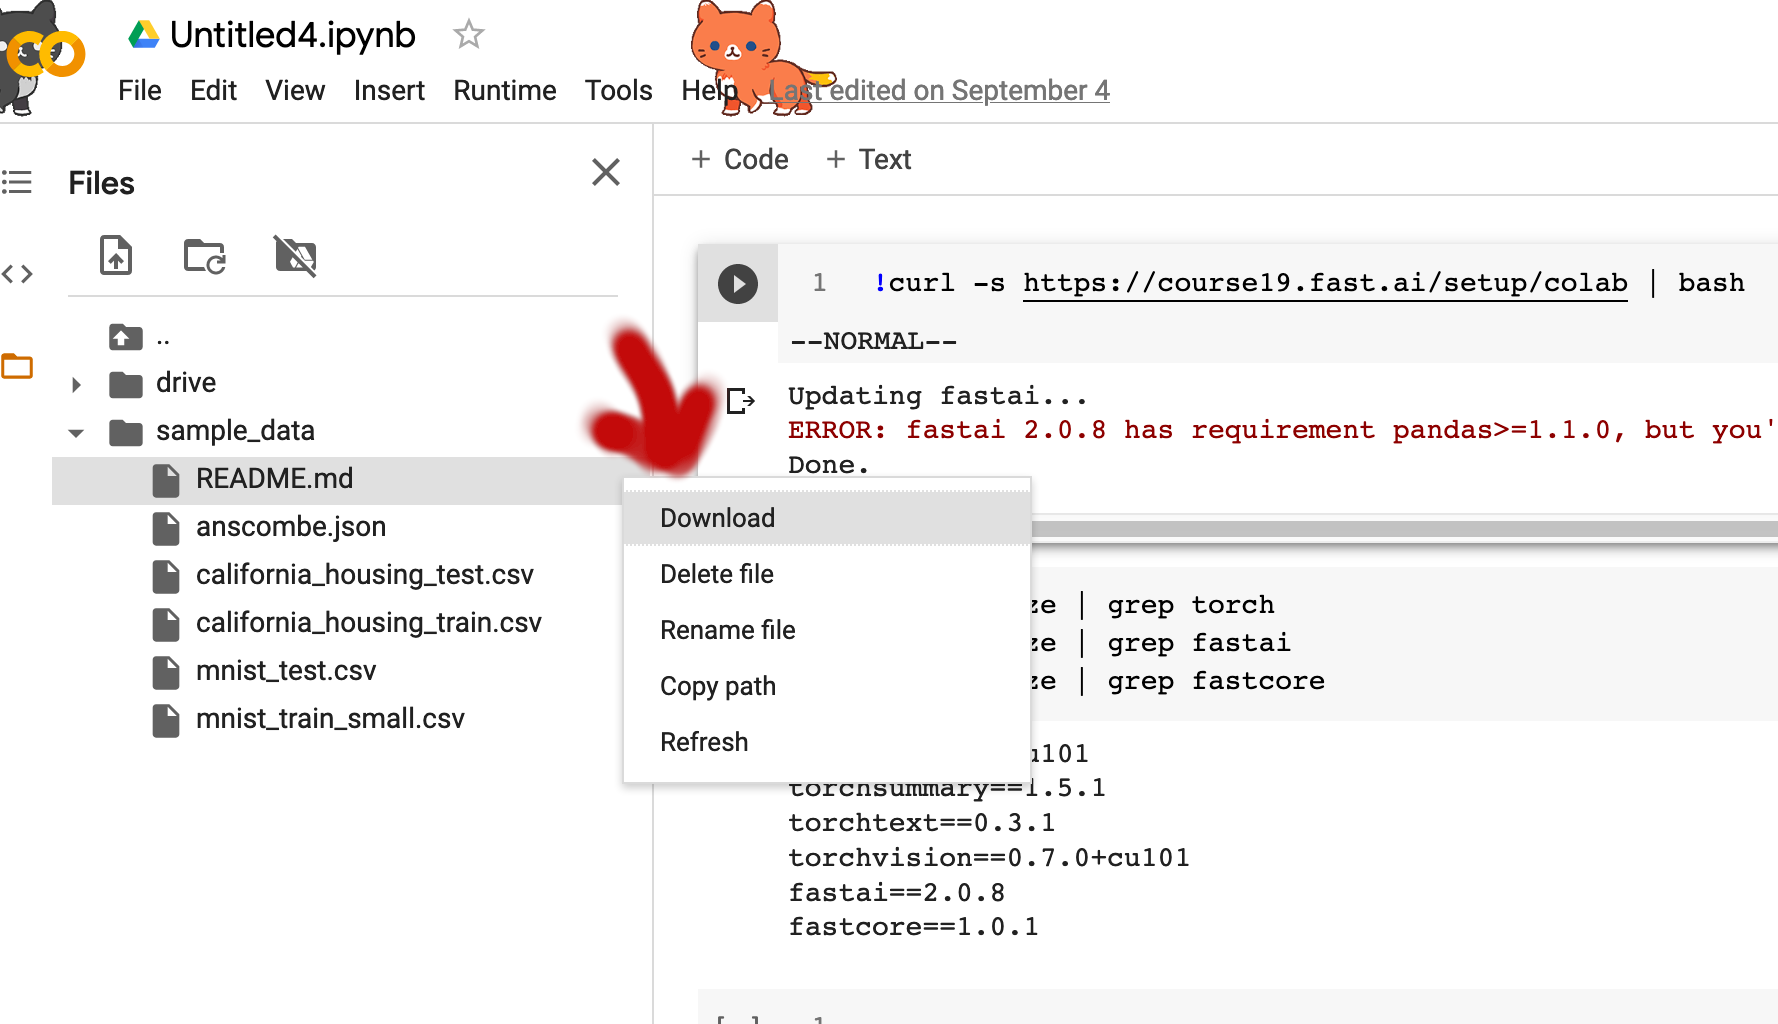 Untitled4.ipynb
File Edit View Insert Runtime Tools Help Last edited on September 4
Files
+ Code + Text
1 !curl -s https://course19.fast.ai/setup/colab | bash
--NORMAL--
..
drive
sample_data
README.md
anscombe.json
california_housing_test.csv
california_housing_train.csv
mnist_test.csv
mnist_train_small.csv
Updating fastai...
ERROR: fastai 2.0.8 has requirement pandas>=1.1.0, but you'
Done.
Download
Delete file
Rename file
Copy path
Refresh
ze | grep torch
ze | grep fastai
ze | grep fastcore
u101
torchsummary==1.5.1
torchtext==0.3.1
torchvision==0.7.0+cu101
fastai==2.0.8
fastcore==1.0.1
[ ] 1